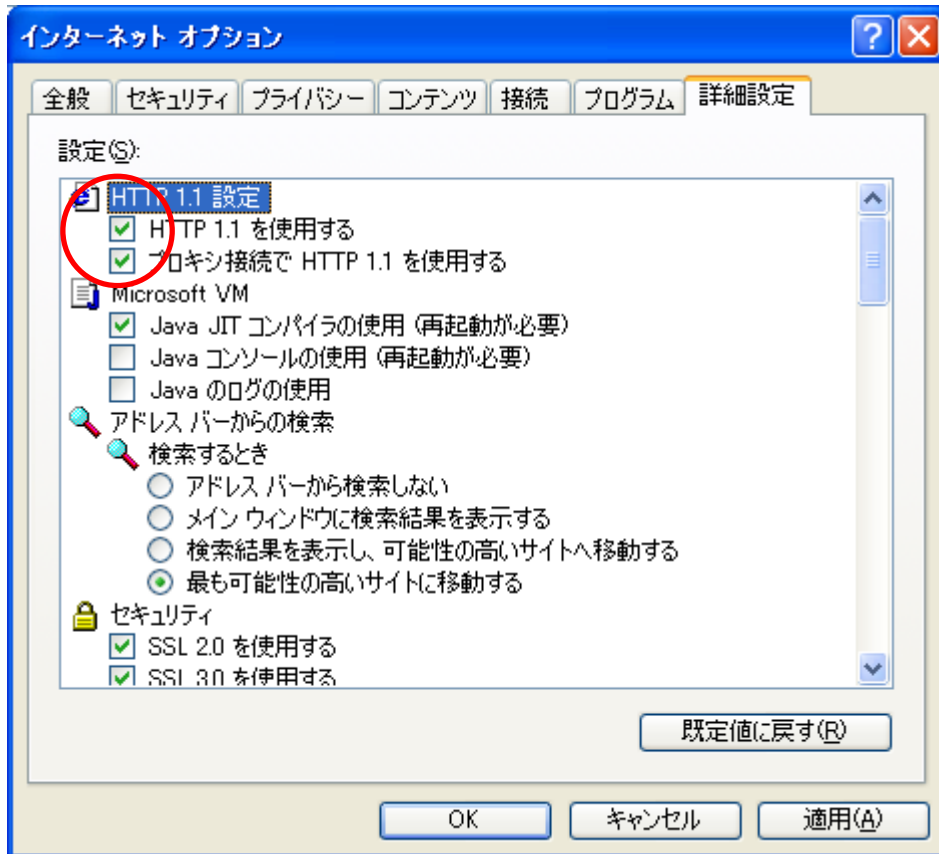 インターネット オプション
全般 セキュリティ プライバシー コンテンツ 接続 プログラム 詳細設定
設定(S):
HTTP 1.1 設定
HTTP 1.1 を使用する
プロキシ接続で HTTP 1.1 を使用する
Microsoft VM
Java JIT コンパイラの使用 (再起動が必要)
Java コンソールの使用 (再起動が必要)
Java のログの使用
アドレス バーからの検索
検索するとき
アドレス バーから検索しない
メイン ウィンドウに検索結果を表示する
検索結果を表示し、可能性の高いサイトへ移動する
最も可能性の高いサイトに移動する
セキュリティ
SSL 2.0 を使用する
SSL 3.0 を使用する
既定値に戻す(R)
OK キャンセル 適用(A)